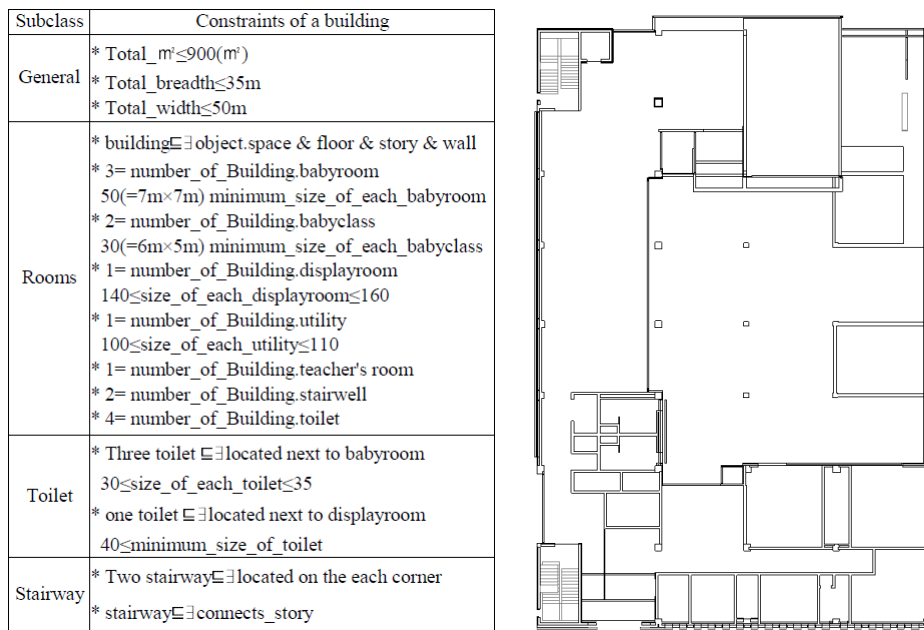 Subclass Constraints of a building
General
* Total_㎡≤900(㎡)
* Total_breadth≤35m
* Total_width≤50m
Rooms
* building⊑∃object.space & floor & story & wall
* 3= number_of_Building.babyroom
50(=7m×7m) minimum_size_of_each_babyroom
* 2= number_of_Building.babyclass
30(=6m×5m) minimum_size_of_each_babyclass
* 1= number_of_Building.displayroom
140≤size_of_each_displayroom≤160
* 1= number_of_Building.utility
100≤size_of_each_utility≤110
* 1= number_of_Building.teacher's room
* 2= number_of_Building.stairwell
* 4= number_of_Building.toilet
Toilet
* Three toilet ⊑∃located next to babyroom
30≤size_of_each_toilet≤35
* one toilet ⊑∃located next to displayroom
40≤minimum_size_of_toilet
Stairway
* Two stairway⊑∃located on the each corner
* stairway⊑∃connects_story